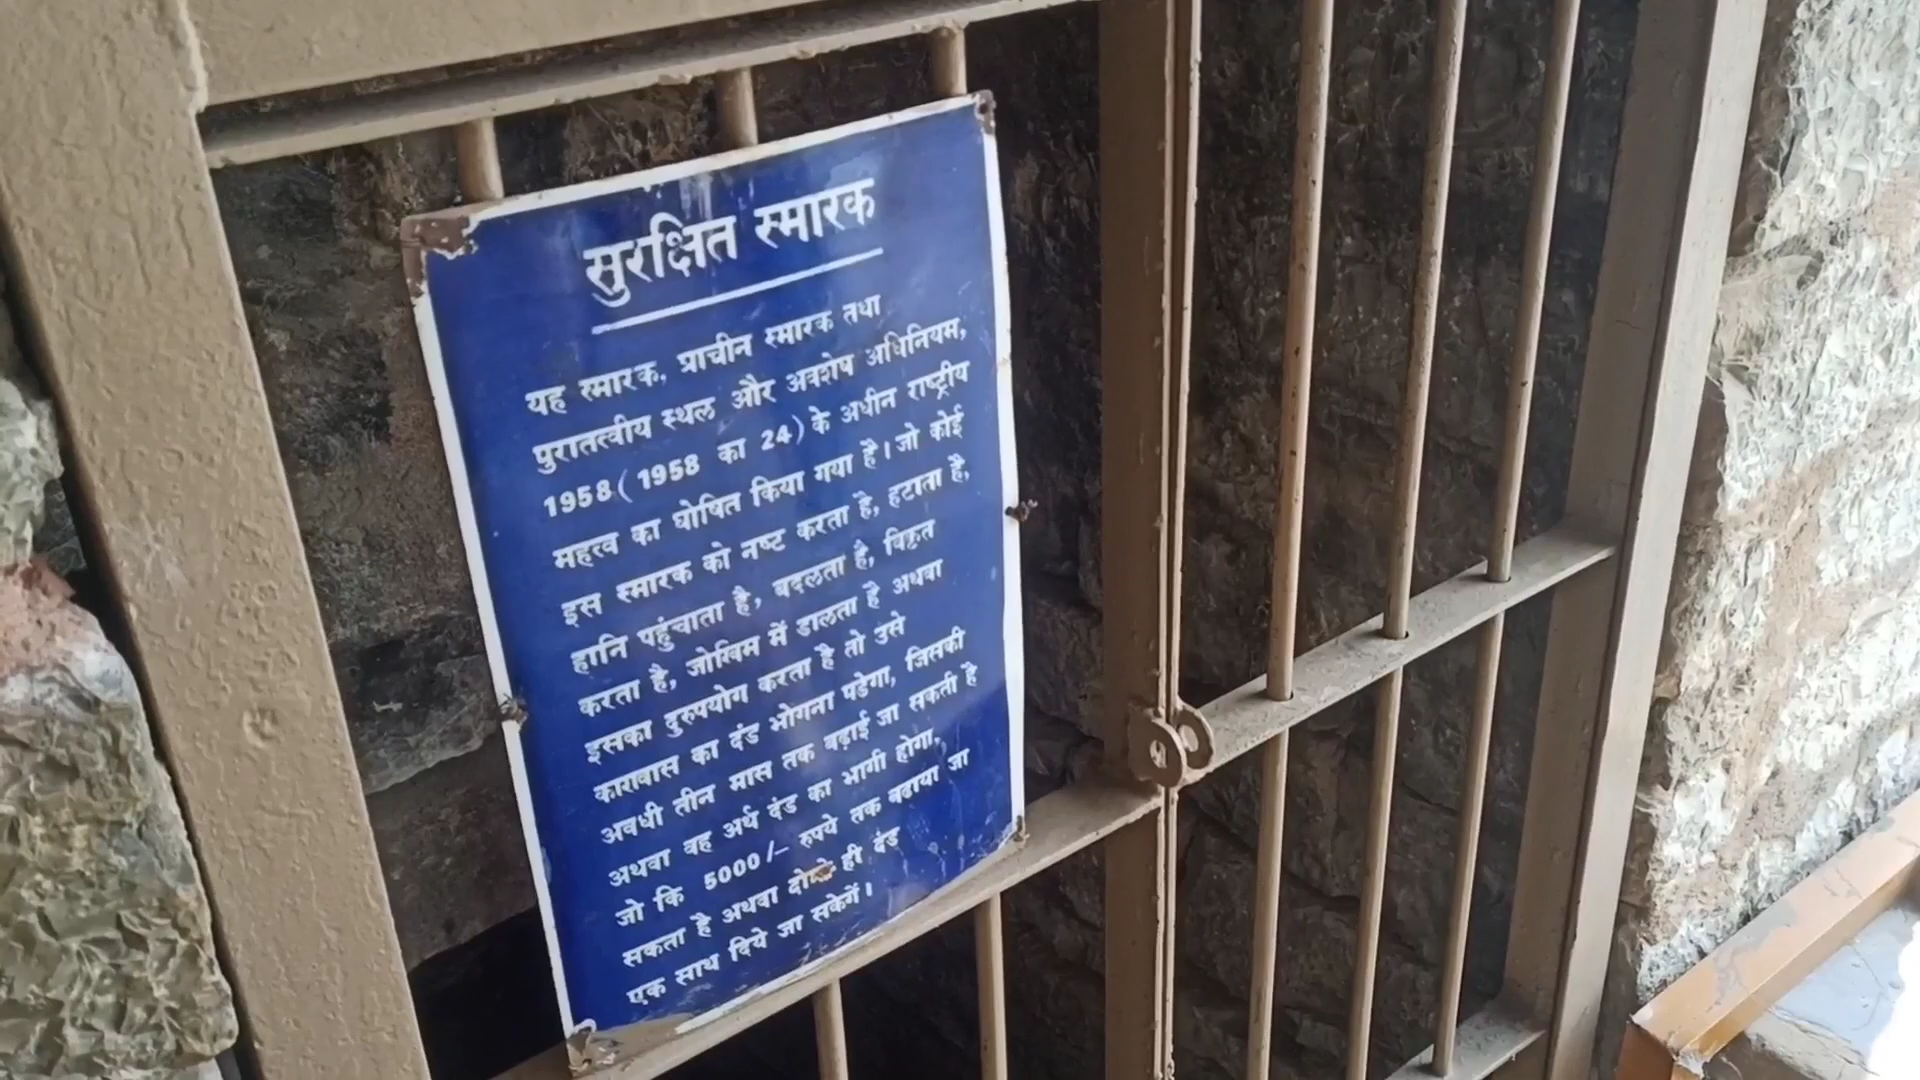 सुरक्षित स्मारक
यह स्मारक, प्राचीन स्मारक तथा
पुरातत्वीय स्थल और अवशेष अधिनियम,
1958 ( 1958 का 24 ) के अधीन राष्ट्रीय
महत्व का घोषित किया गया है। जो कोई
इस स्मारक को नष्ट करता है, हटाता है,
हानि पहुंचाता है, बदलता है, विकृत
करता है, जोखिम में डालता है अथवा
इसका दुरुपयोग करता है तो उसे
कारावास का दंड भोगना पडेगा, जिसकी
अवधी तीन मास तक बढ़ाई जा सकती है
अथवा वह अर्थ दंड का भागी होगा,
जो कि 5000/– रुपये तक बढाया जा
सकता है अथवा ही दंड
एक साथ दिये जा सकेगें।